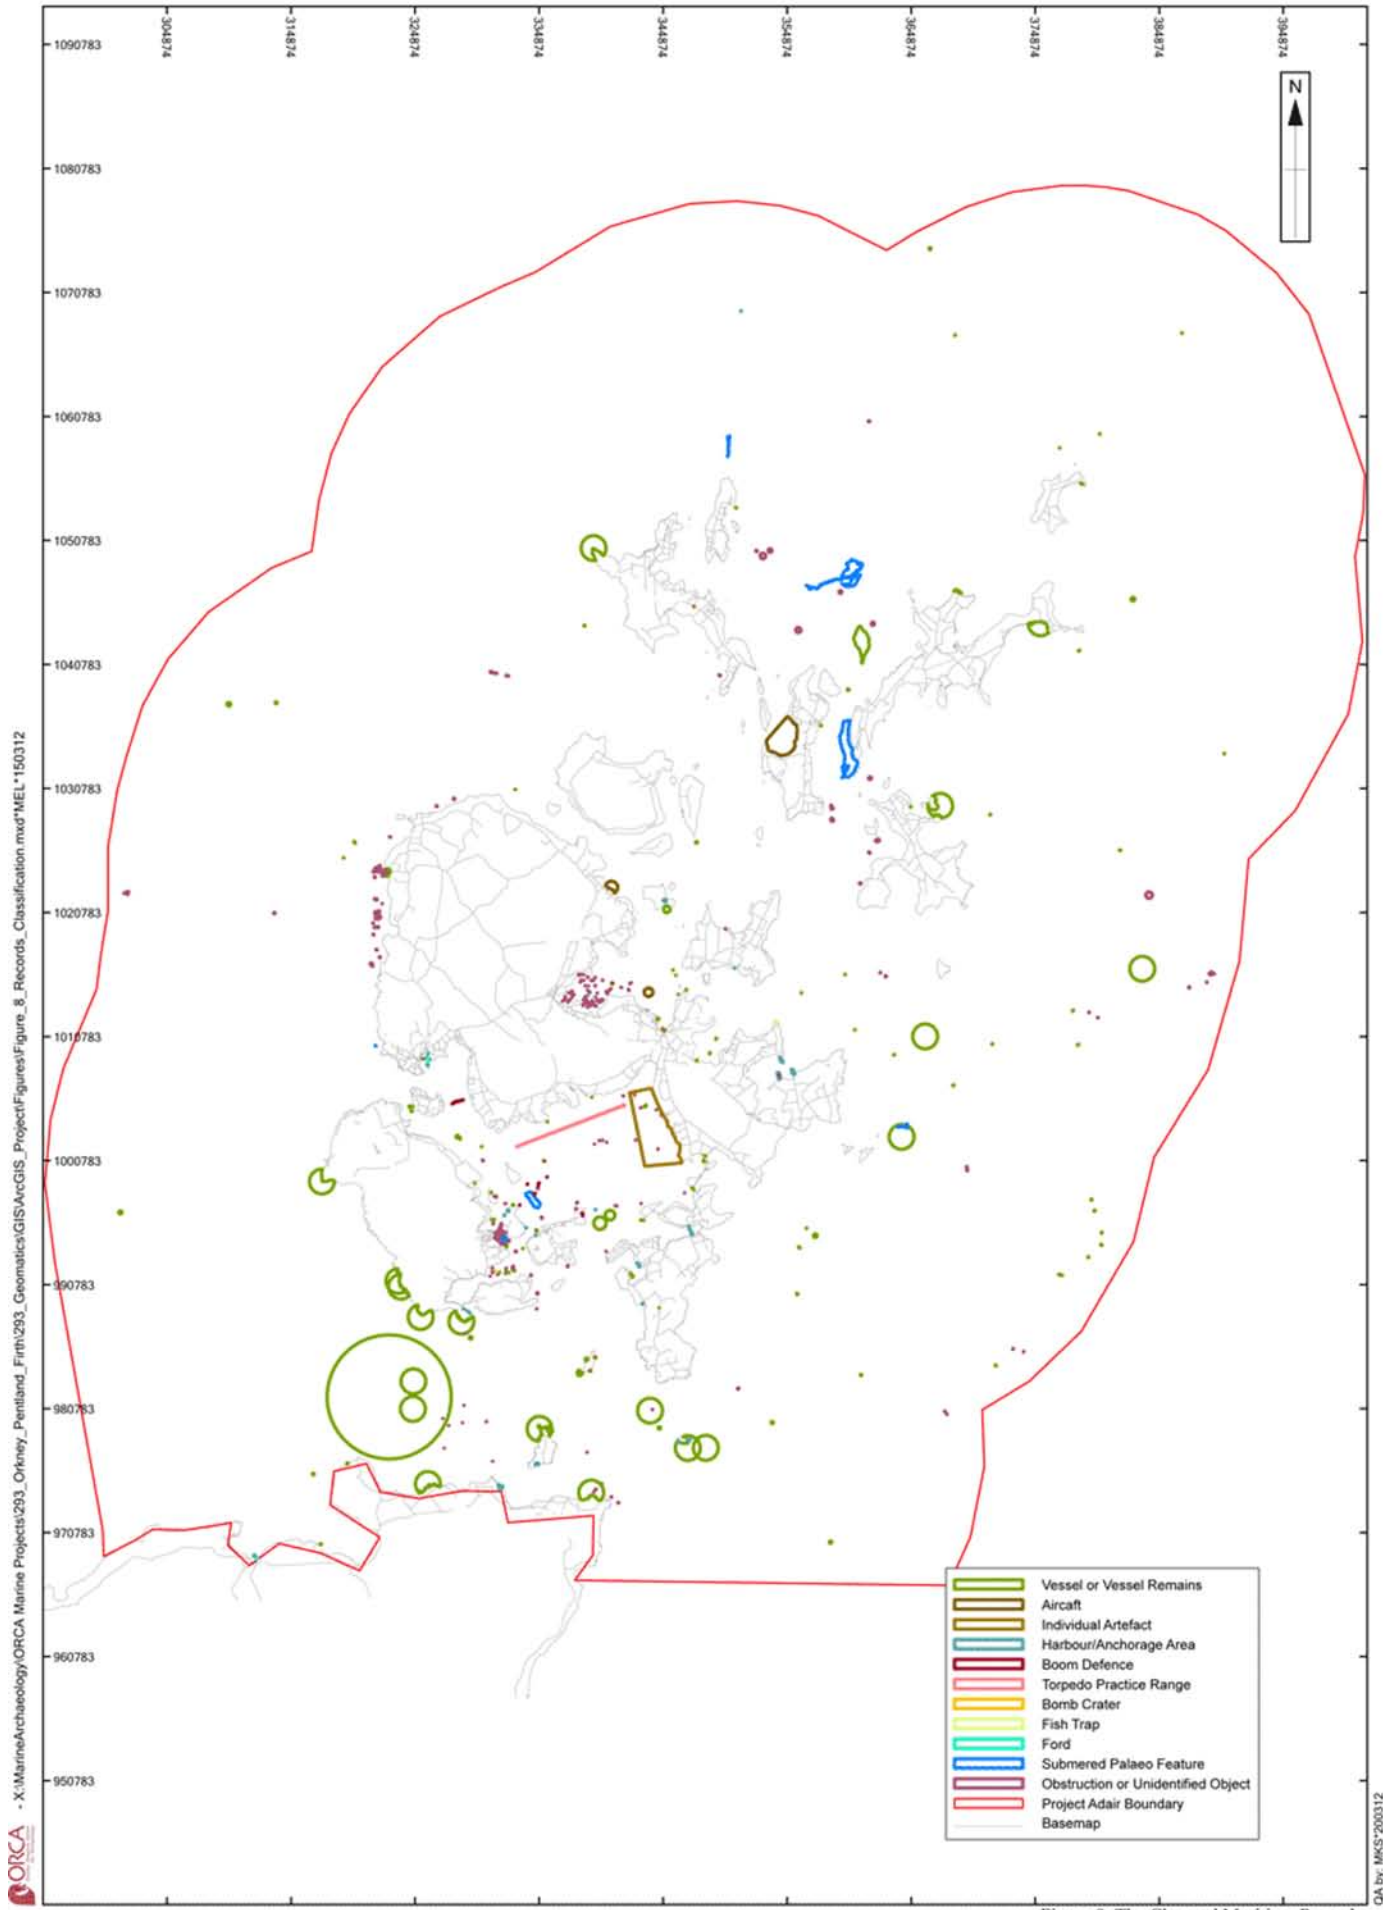 304874
314874
324874
334874
344874
354874
364874
374874
384874
394874
1090783
1080783
1070783
1060783
1050783
1040783
1030783
1020783
1010783
1000783
990783
980783
970783
960783
950783
N
Vessel or Vessel Remains
Aircaft
Individual Artefact
Harbour/Anchorage Area
Boom Defence
Torpedo Practice Range
Bomb Crater
Fish Trap
Ford
Submered Palaeo Feature
Obstruction or Unidentified Object
Project Adair Boundary
Basemap
ORCA
- X:\MarineArchaeology\ORCA Marine Projects\293_Orkney_Pentland_Firth\293_Geomatics\GIS\ArcGIS_Project\Figures\Figure_8_Records_Classification.mxd*MEL*150312
QA by: MKS*200312